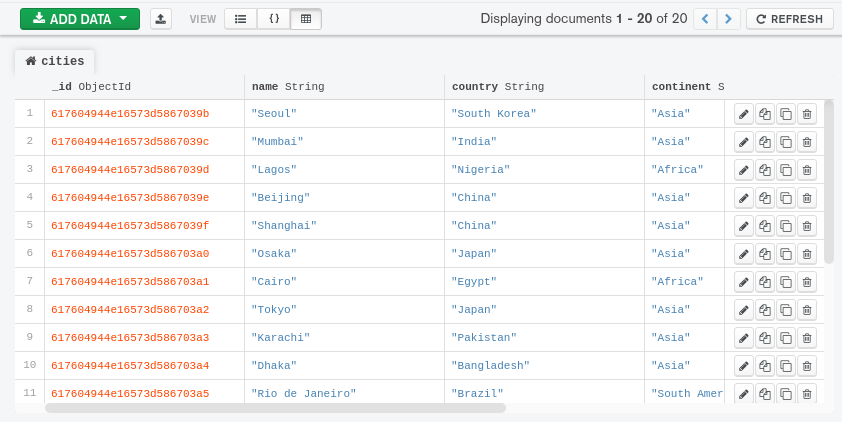 ADD DATA VIEW { } Displaying documents 1 - 20 of 20 REFRESH
cities
_id ObjectId name String country String continent S
1 617604944e16573d5867039b "Seoul" "South Korea" "Asia"
2 617604944e16573d5867039c "Mumbai" "India" "Asia"
3 617604944e16573d5867039d "Lagos" "Nigeria" "Africa"
4 617604944e16573d5867039e "Beijing" "China" "Asia"
5 617604944e16573d5867039f "Shanghai" "China" "Asia"
6 617604944e16573d586703a0 "Osaka" "Japan" "Asia"
7 617604944e16573d586703a1 "Cairo" "Egypt" "Africa"
8 617604944e16573d586703a2 "Tokyo" "Japan" "Asia"
9 617604944e16573d586703a3 "Karachi" "Pakistan" "Asia"
10 617604944e16573d586703a4 "Dhaka" "Bangladesh" "Asia"
11 617604944e16573d586703a5 "Rio de Janeiro" "Brazil" "South Amer